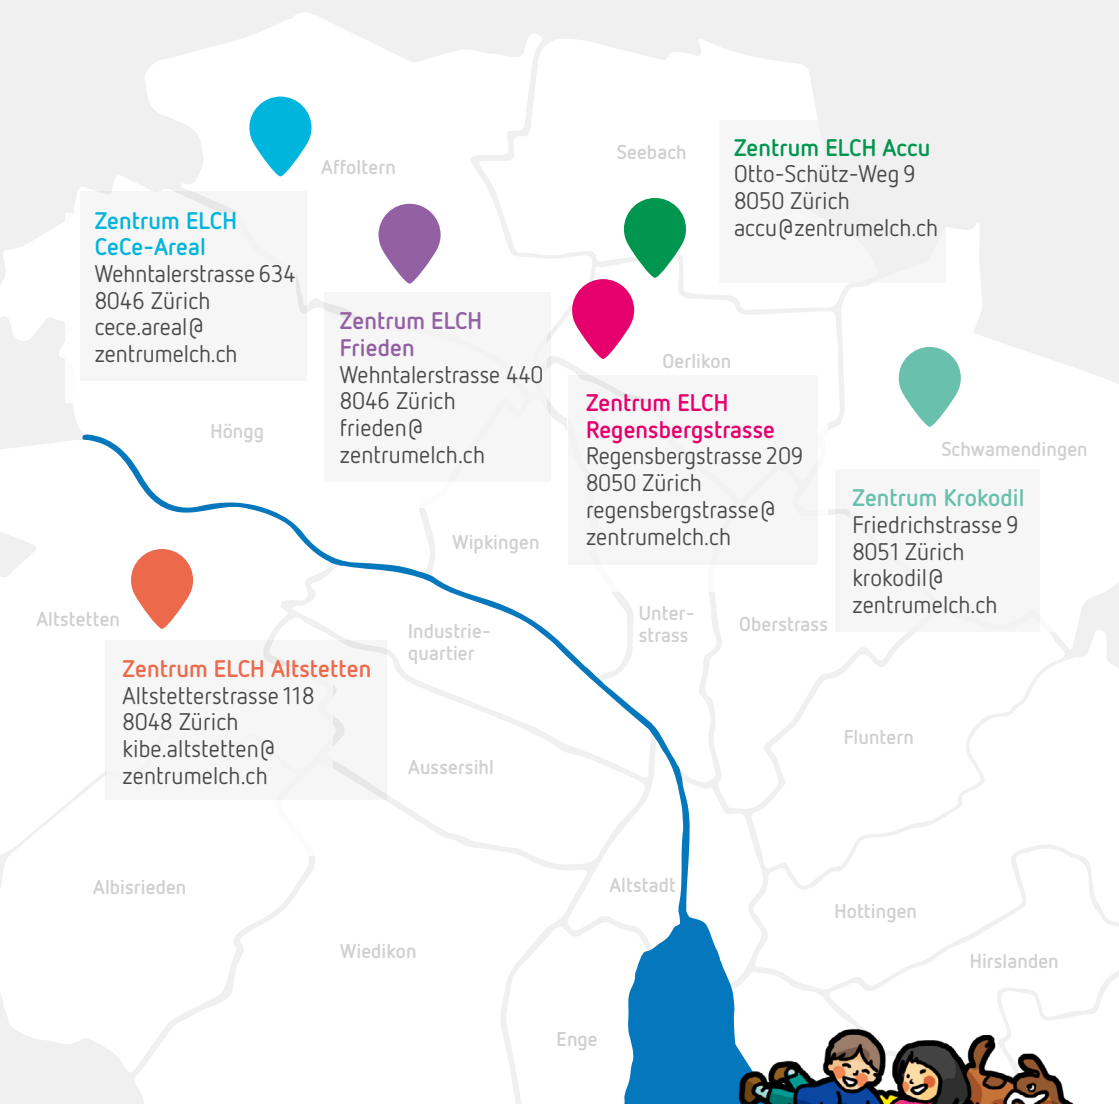 Affoltern
Seebach
Zentrum ELCH Accu
Otto-Schütz-Weg 9
8050 Zürich
accu@zentrumelch.ch
Zentrum ELCH
CeCe-Areal
Wehntalerstrasse 634
8046 Zürich
cece.areal@
zentrumelch.ch
Zentrum ELCH
Frieden
Wehntalerstrasse 440
8046 Zürich
frieden@
zentrumelch.ch
Oerlikon
Zentrum ELCH
Regensbergstrasse
Regensbergstrasse 209
8050 Zürich
regensbergstrasse@
zentrumelch.ch
Höngg
Schwamendingen
Zentrum Krokodil
Friedrichstrasse 9
8051 Zürich
krokodil@
zentrumelch.ch
Wipkingen
Altstetten
Industrie-
quartier
Unter-
strass
Oberstrass
Zentrum ELCH Altstetten
Altstetterstrasse 118
8048 Zürich
kibe.altstetten@
zentrumelch.ch
Fluntern
Aussersihl
Albisrieden
Altstadt
Hottingen
Wiedikon
Hirslanden
Enge